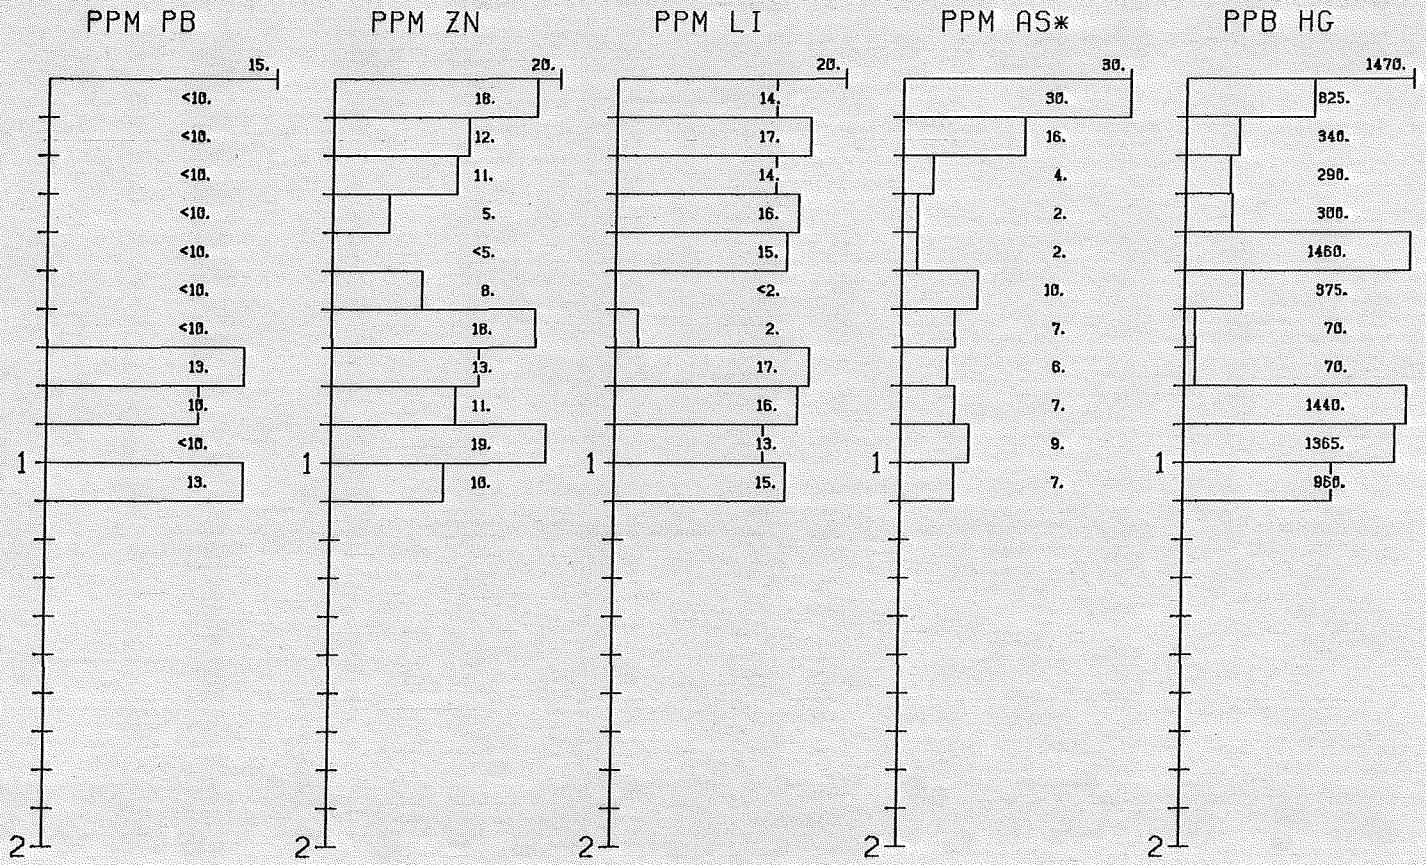 PPM PB PPM ZN PPM LI PPM AS* PPB HG
15. 20. 20. 30. 1470.
<10. 18. 14. 30. 825.
<10. 12. 17. 16. 340.
<10. 11. 14. 4. 290.
<10. 5. 16. 2. 300.
<10. <5. 15. 2. 1460.
<10. 8. <2. 10. 375.
<10. 18. 2. 7. 70.
13. 13. 17. 6. 70.
10. 11. 16. 7. 1440.
<10. 19. 13. 9. 1365.
1 1 1 1 1
13. 10. 15. 7. 960.
2 2 2 2 2